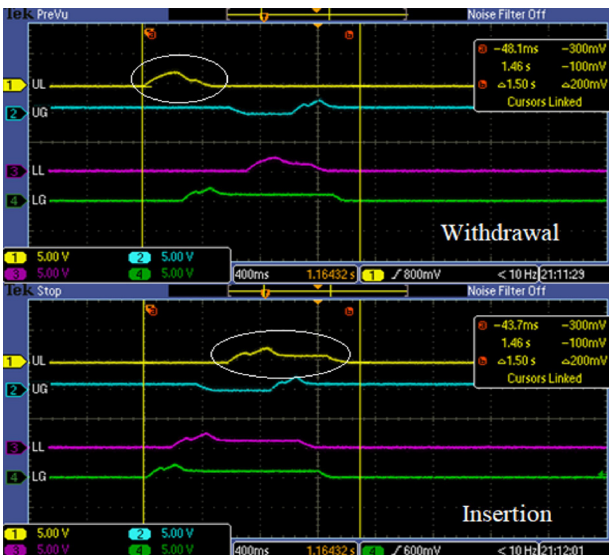 Tek PreVu Noise Filter Off
a b
a -48.1ms -300mV
1.46 s -100mV
b △1.50 s △200mV
Cursors Linked
1 UL
2 UG
3 LL
4 LG
Withdrawal
1 5.00 V 2 5.00 V
3 5.00 V 4 5.00 V
400ms 1.16432 s 1 ∫ 800mV < 10 Hz 21:11:29
Tek Stop Noise Filter Off
a b
a -43.7ms -300mV
1.46 s -100mV
b △1.50 s △200mV
Cursors Linked
1 UL
2 UG
3 LL
4 LG
Insertion
1 5.00 V 2 5.00 V
3 5.00 V 4 5.00 V
400ms 1.16432 s 4 ∫ 600mV < 10 Hz 21:12:01